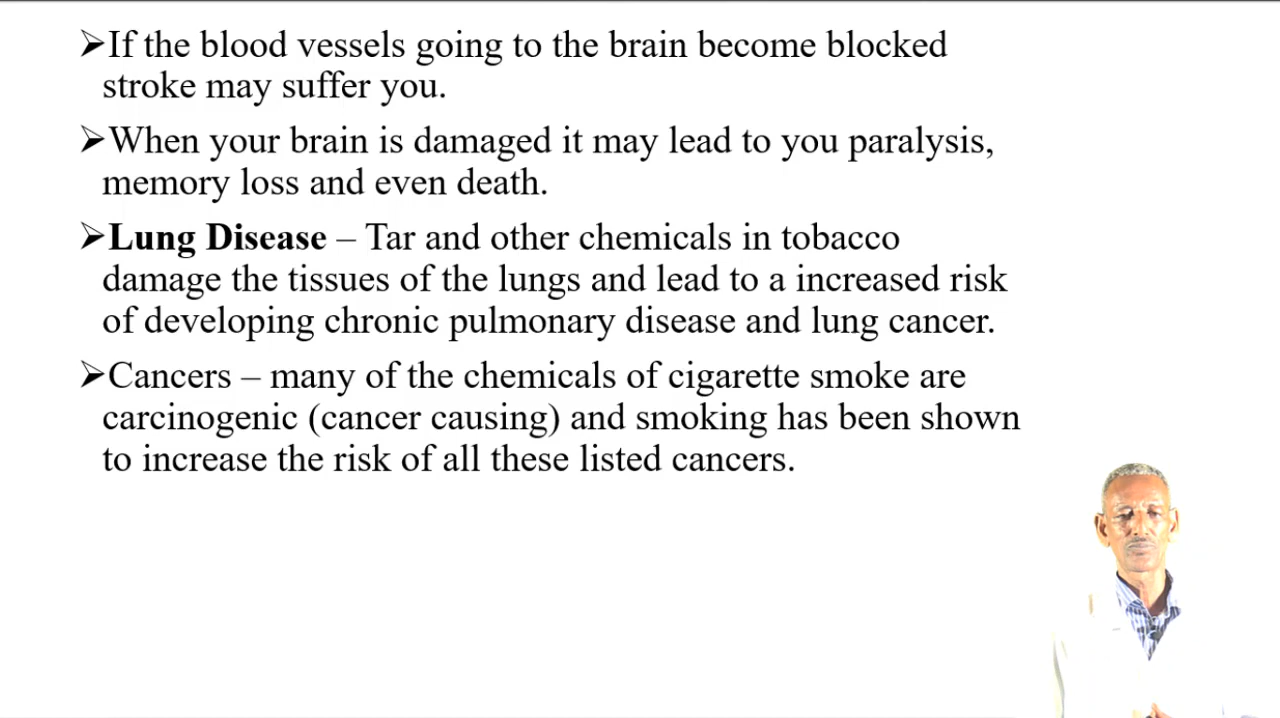 ➢If the blood vessels going to the brain become blocked
stroke may suffer you.
➢When your brain is damaged it may lead to you paralysis,
memory loss and even death.
➢Lung Disease – Tar and other chemicals in tobacco
damage the tissues of the lungs and lead to a increased risk
of developing chronic pulmonary disease and lung cancer.
➢Cancers – many of the chemicals of cigarette smoke are
carcinogenic (cancer causing) and smoking has been shown
to increase the risk of all these listed cancers.